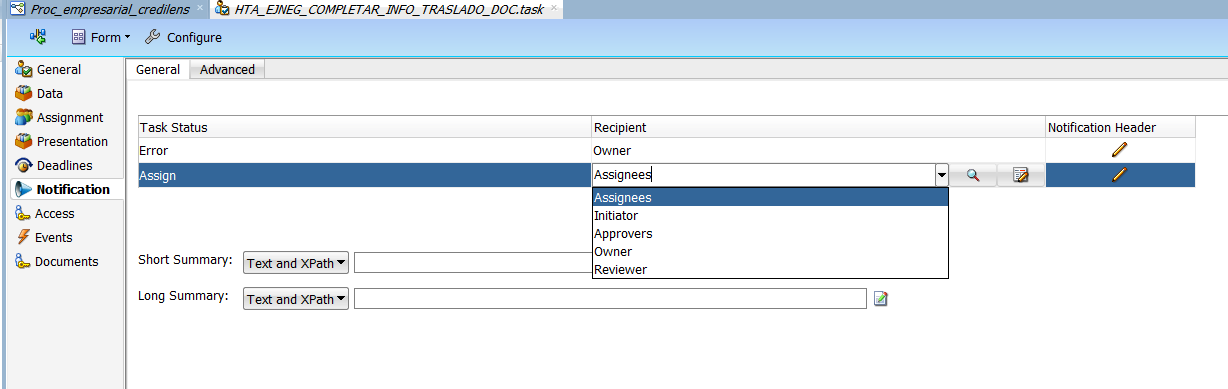 Proc_empresarial_credilens
HTA_EJNEG_COMPLETAR_INFO_TRASLADO_DOC.task
Form Configure
General
Data
Assignment
Presentation
Deadlines
Notification
Access
Events
Documents
General Advanced
Task Status Recipient Notification Header
Error Owner
Assign Assignees
Assignees
Initiator
Approvers
Owner
Reviewer
Short Summary: Text and XPath
Long Summary: Text and XPath